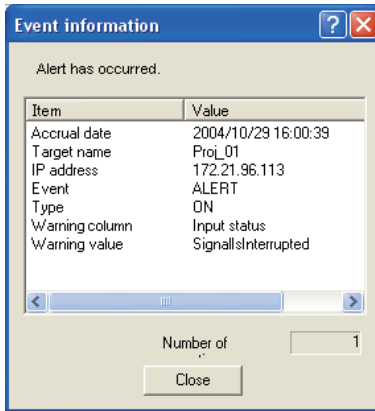 Event information
Alert has occurred.
Item Value
Accrual date 2004/10/29 16:00:39
Target name Proj_01
IP address 172.21.96.113
Event ALERT
Type ON
Warning column Input status
Warning value SignalIsInterrupted
Number of 1
Close